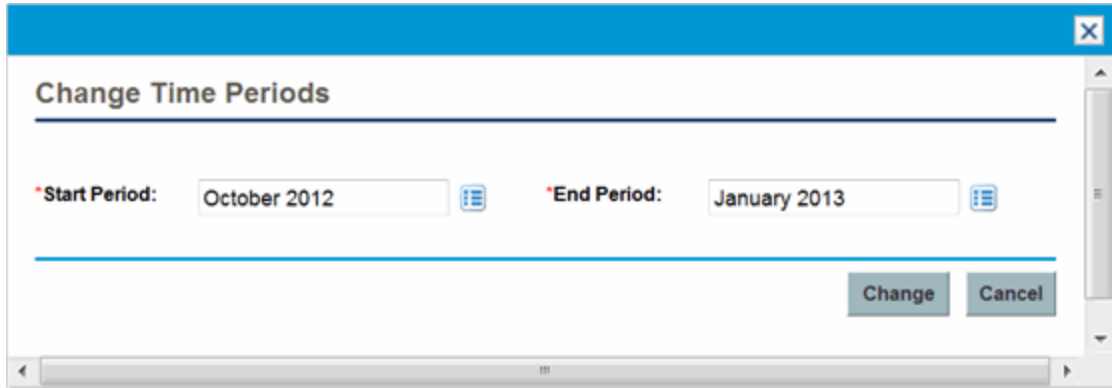 Change Time Periods
*Start Period: October 2012 *End Period: January 2013
Change Cancel